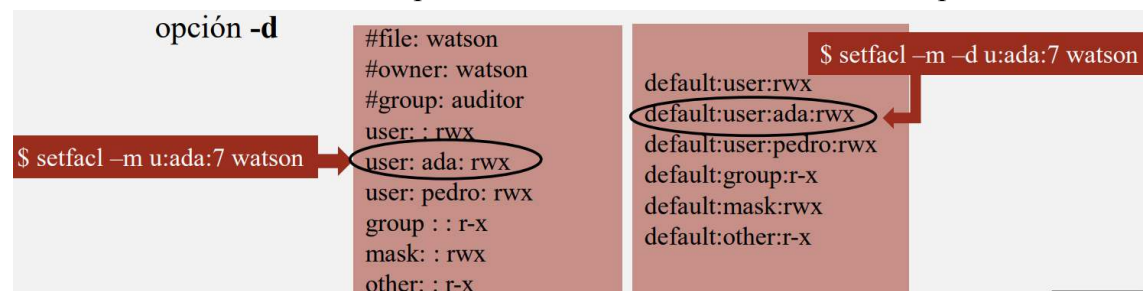 opción -d
#file: watson
#owner: watson
#group: auditor
user: : rwx
user: ada: rwx
user: pedro: rwx
group : : r-x
mask: : rwx
other: : r-x
$ setfacl –m u:ada:7 watson
$ setfacl –m –d u:ada:7 watson
default:user:rwx
default:user:ada:rwx
default:user:pedro:rwx
default:group:r-x
default:mask:rwx
default:other:r-x